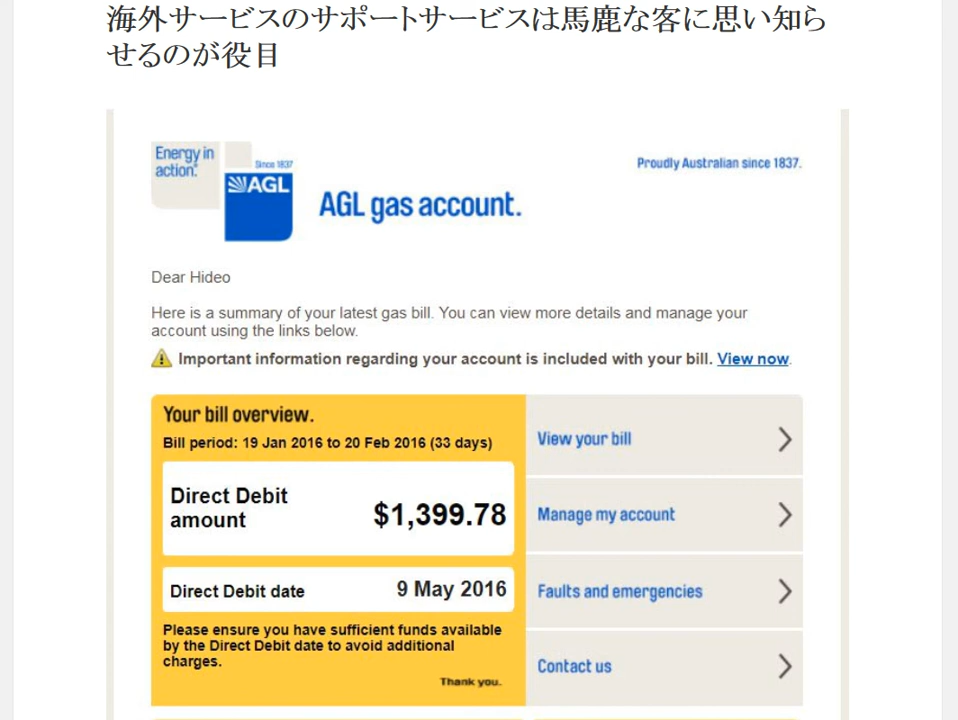 海外サービスのサポートサービスは馬鹿な客に思い知ら
せるのが役目
Energy in
action.
Since 1837
AGL
AGL gas account.
Proudly Australian since 1837.
Dear Hideo
Here is a summary of your latest gas bill. You can view more details and manage your
account using the links below.
Important information regarding your account is included with your bill. View now.
Your bill overview.
Bill period: 19 Jan 2016 to 20 Feb 2016 (33 days)
Direct Debit
amount
$1,399.78
Direct Debit date
9 May 2016
Please ensure you have sufficient funds available
by the Direct Debit date to avoid additional
charges.
Thank you.
View your bill
Manage my account
Faults and emergencies
Contact us